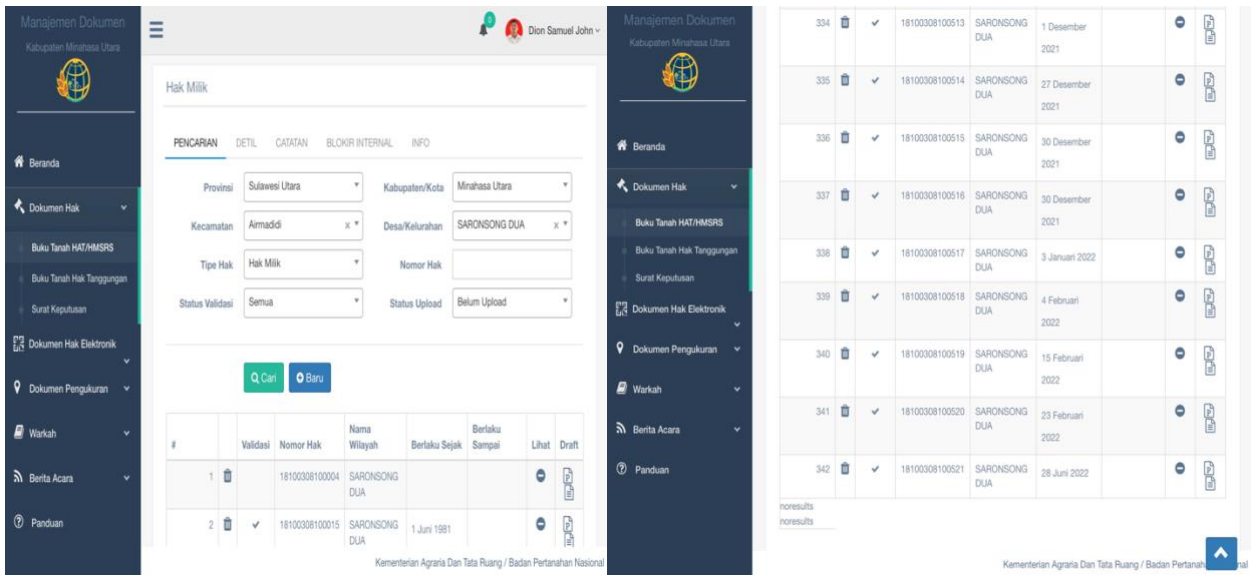 Manajemen Dokumen
Kabupaten Minahasa Utara
Beranda
Dokumen Hak
Buku Tanah HAT/HMSRS
Buku Tanah Hak Tanggungan
Surat Keputusan
Dokumen Hak Elektronik
Dokumen Pengukuran
Warkah
Berita Acara
Panduan
Dion Samuel John
Hak Milik
PENCARIAN DETIL CATATAN BLOKIR INTERNAL INFO
Provinsi Sulawesi Utara Kabupaten/Kota Minahasa Utara
Kecamatan Airmadidi x Desa/Kelurahan SARONSONG DUA x
Tipe Hak Hak Milik Nomor Hak
Status Validasi Semua Status Upload Belum Upload
Cari Baru
# Validasi Nomor Hak Nama Wilayah Berlaku Sejak Berlaku Sampai Lihat Draft
1 18100308100004 SARONSONG
DUA
2 18100308100015 SARONSONG 1 Juni 1981
DUA
Kementerian Agraria Dan Tata Ruang / Badan Pertanahan Nasional
Manajemen Dokumen
Kabupaten Minahasa Utara
Beranda
Dokumen Hak
Buku Tanah HAT/HMSRS
Buku Tanah Hak Tanggungan
Surat Keputusan
Dokumen Hak Elektronik
Dokumen Pengukuran
Warkah
Berita Acara
Panduan
334 18100308100513 SARONSONG 1 Desember
DUA 2021
335 18100308100514 SARONSONG 27 Desember
DUA 2021
336 18100308100515 SARONSONG 30 Desember
DUA 2021
337 18100308100516 SARONSONG 30 Desember
DUA 2021
338 18100308100517 SARONSONG 3 Januari 2022
DUA
339 18100308100518 SARONSONG 4 Februari
DUA 2022
340 18100308100519 SARONSONG 15 Februari
DUA 2022
341 18100308100520 SARONSONG 23 Februari
DUA 2022
342 18100308100521 SARONSONG 28 Juni 2022
DUA
noresults
noresults
Kementerian Agraria Dan Tata Ruang / Badan